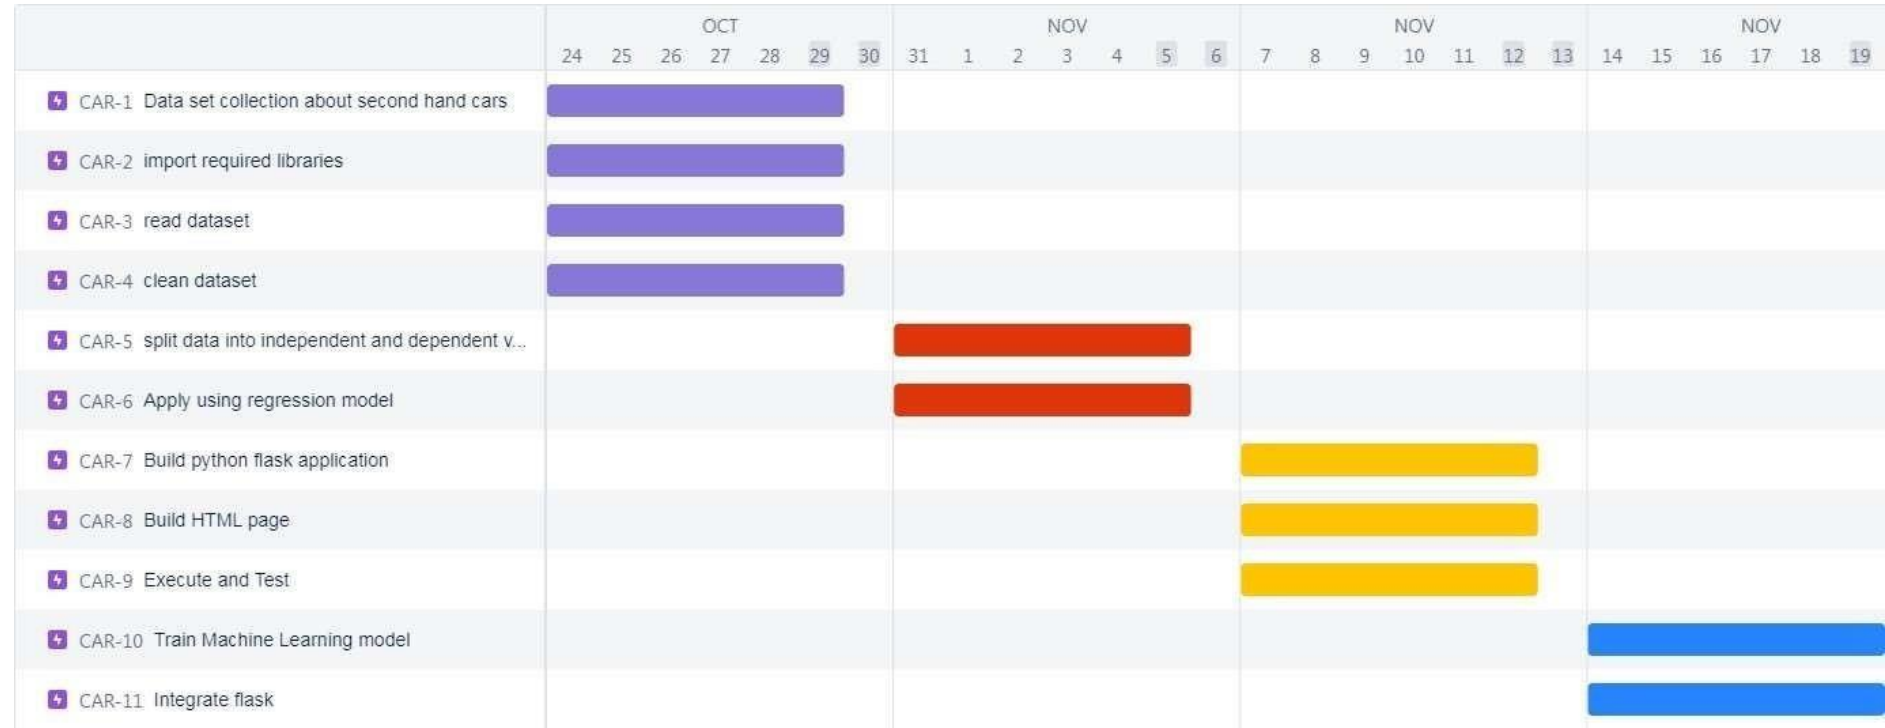 OCT NOV NOV NOV
24 25 26 27 28 29 30 31 1 2 3 4 5 6 7 8 9 10 11 12 13 14 15 16 17 18 19
CAR-1 Data set collection about second hand cars
CAR-2 import required libraries
CAR-3 read dataset
CAR-4 clean dataset
CAR-5 split data into independent and dependent v...
CAR-6 Apply using regression model
CAR-7 Build python flask application
CAR-8 Build HTML page
CAR-9 Execute and Test
CAR-10 Train Machine Learning model
CAR-11 Integrate flask